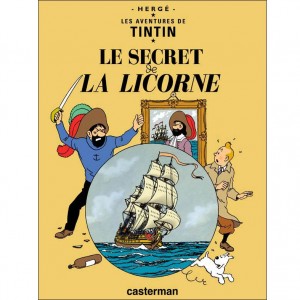 - HERGÉ -
LES AVENTURES DE
TINTIN
LE SECRET
de
LA LICORNE
casterman